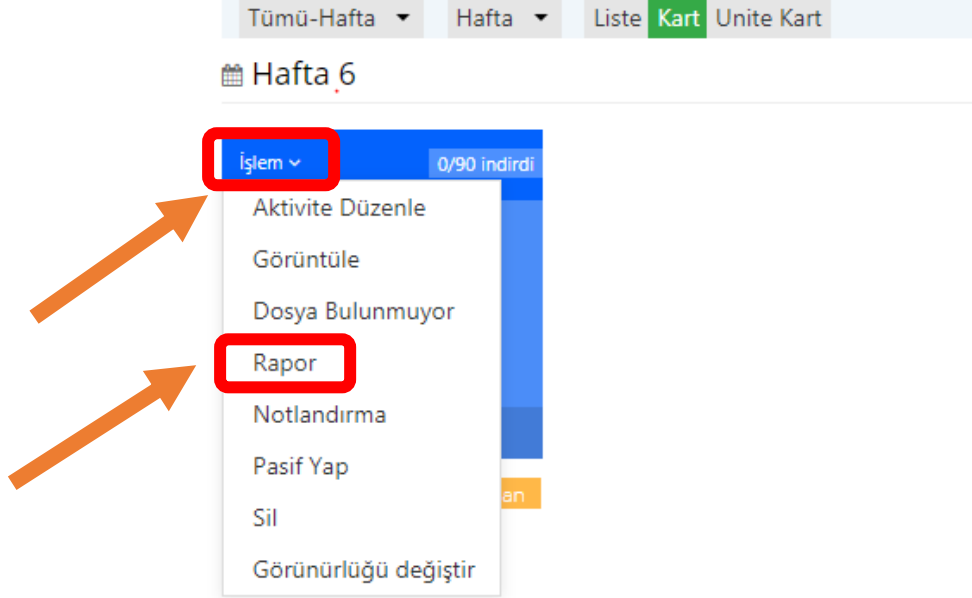 Tümü-Hafta Hafta Liste Kart Unite Kart
Hafta 6
İşlem 0/90 indirdi
Aktivite Düzenle
Görüntüle
Dosya Bulunmuyor
Rapor
Notlandırma
Pasif Yap
an
Sil
Görünürlüğü değiştir